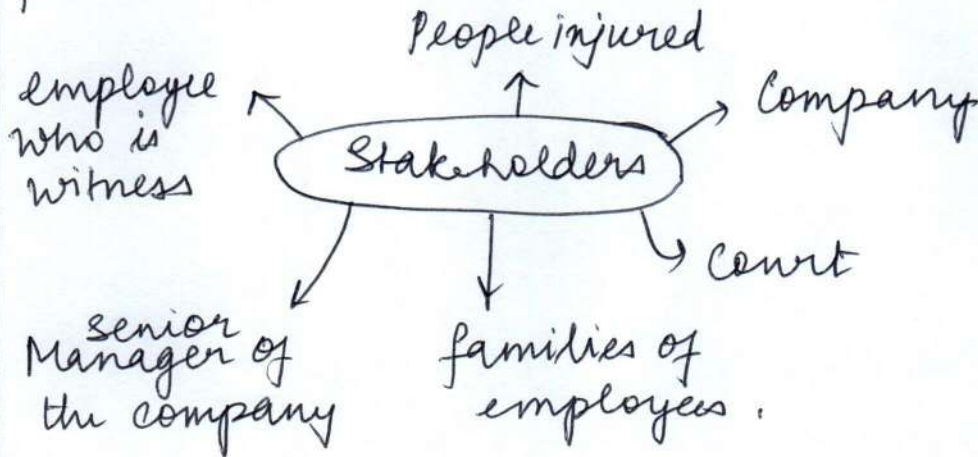 People injured
employee
who is
witness
Company
Stakeholders
Court
senior
Manager of
the company
families of
employees.